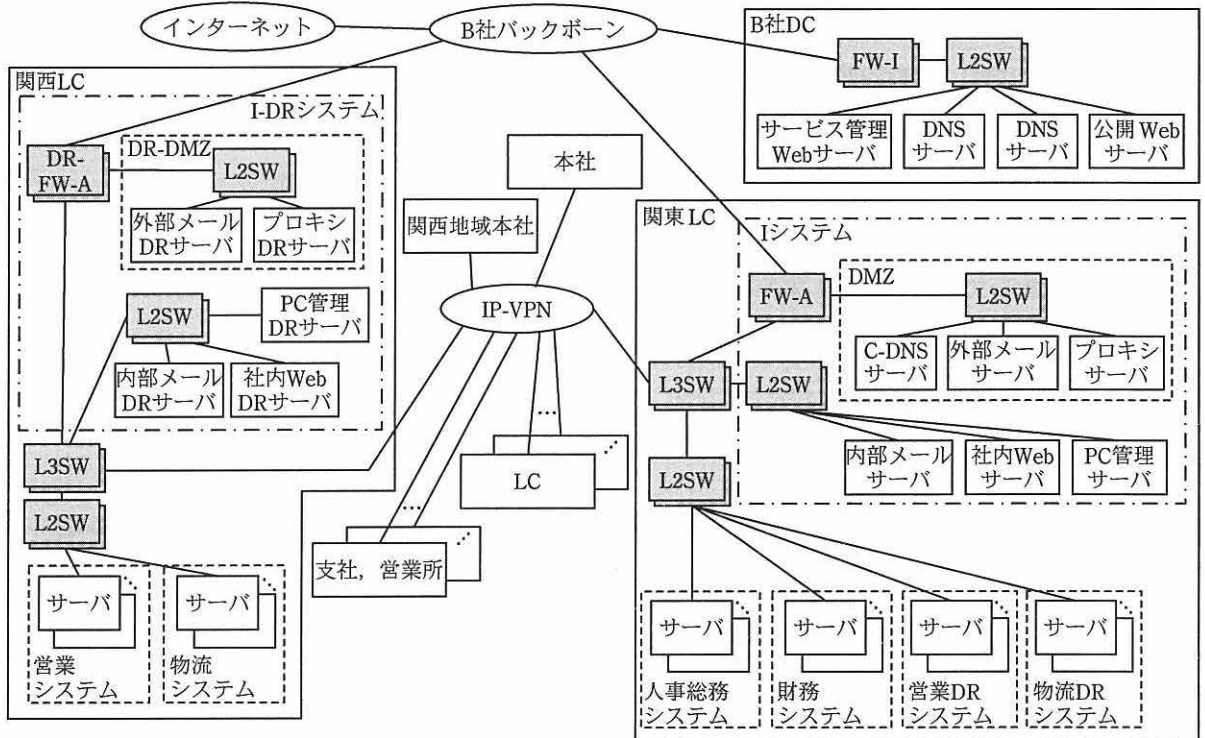 インターネット
B社バックボーン
B社DC
FW-I
L2SW
サービス管理
Webサーバ
DNS
サーバ
DNS
サーバ
公開Web
サーバ
関西LC
I-DRシステム
DR-
FW-A
DR-DMZ
L2SW
外部メール
DRサーバ
プロキシ
DRサーバ
L2SW
PC管理
DRサーバ
内部メール
DRサーバ
社内Web
DRサーバ
L3SW
L2SW
サーバ
サーバ
営業
システム
物流
システム
本社
関西地域本社
IP-VPN
…
LC
…
支社，営業所
関東LC
Iシステム
FW-A
DMZ
L2SW
C-DNS
サーバ
外部メール
サーバ
プロキシ
サーバ
L3SW
L2SW
内部メール
サーバ
社内Web
サーバ
PC管理
サーバ
L2SW
サーバ
サーバ
サーバ
サーバ
人事総務
システム
財務
システム
営業DR
システム
物流DR
システム